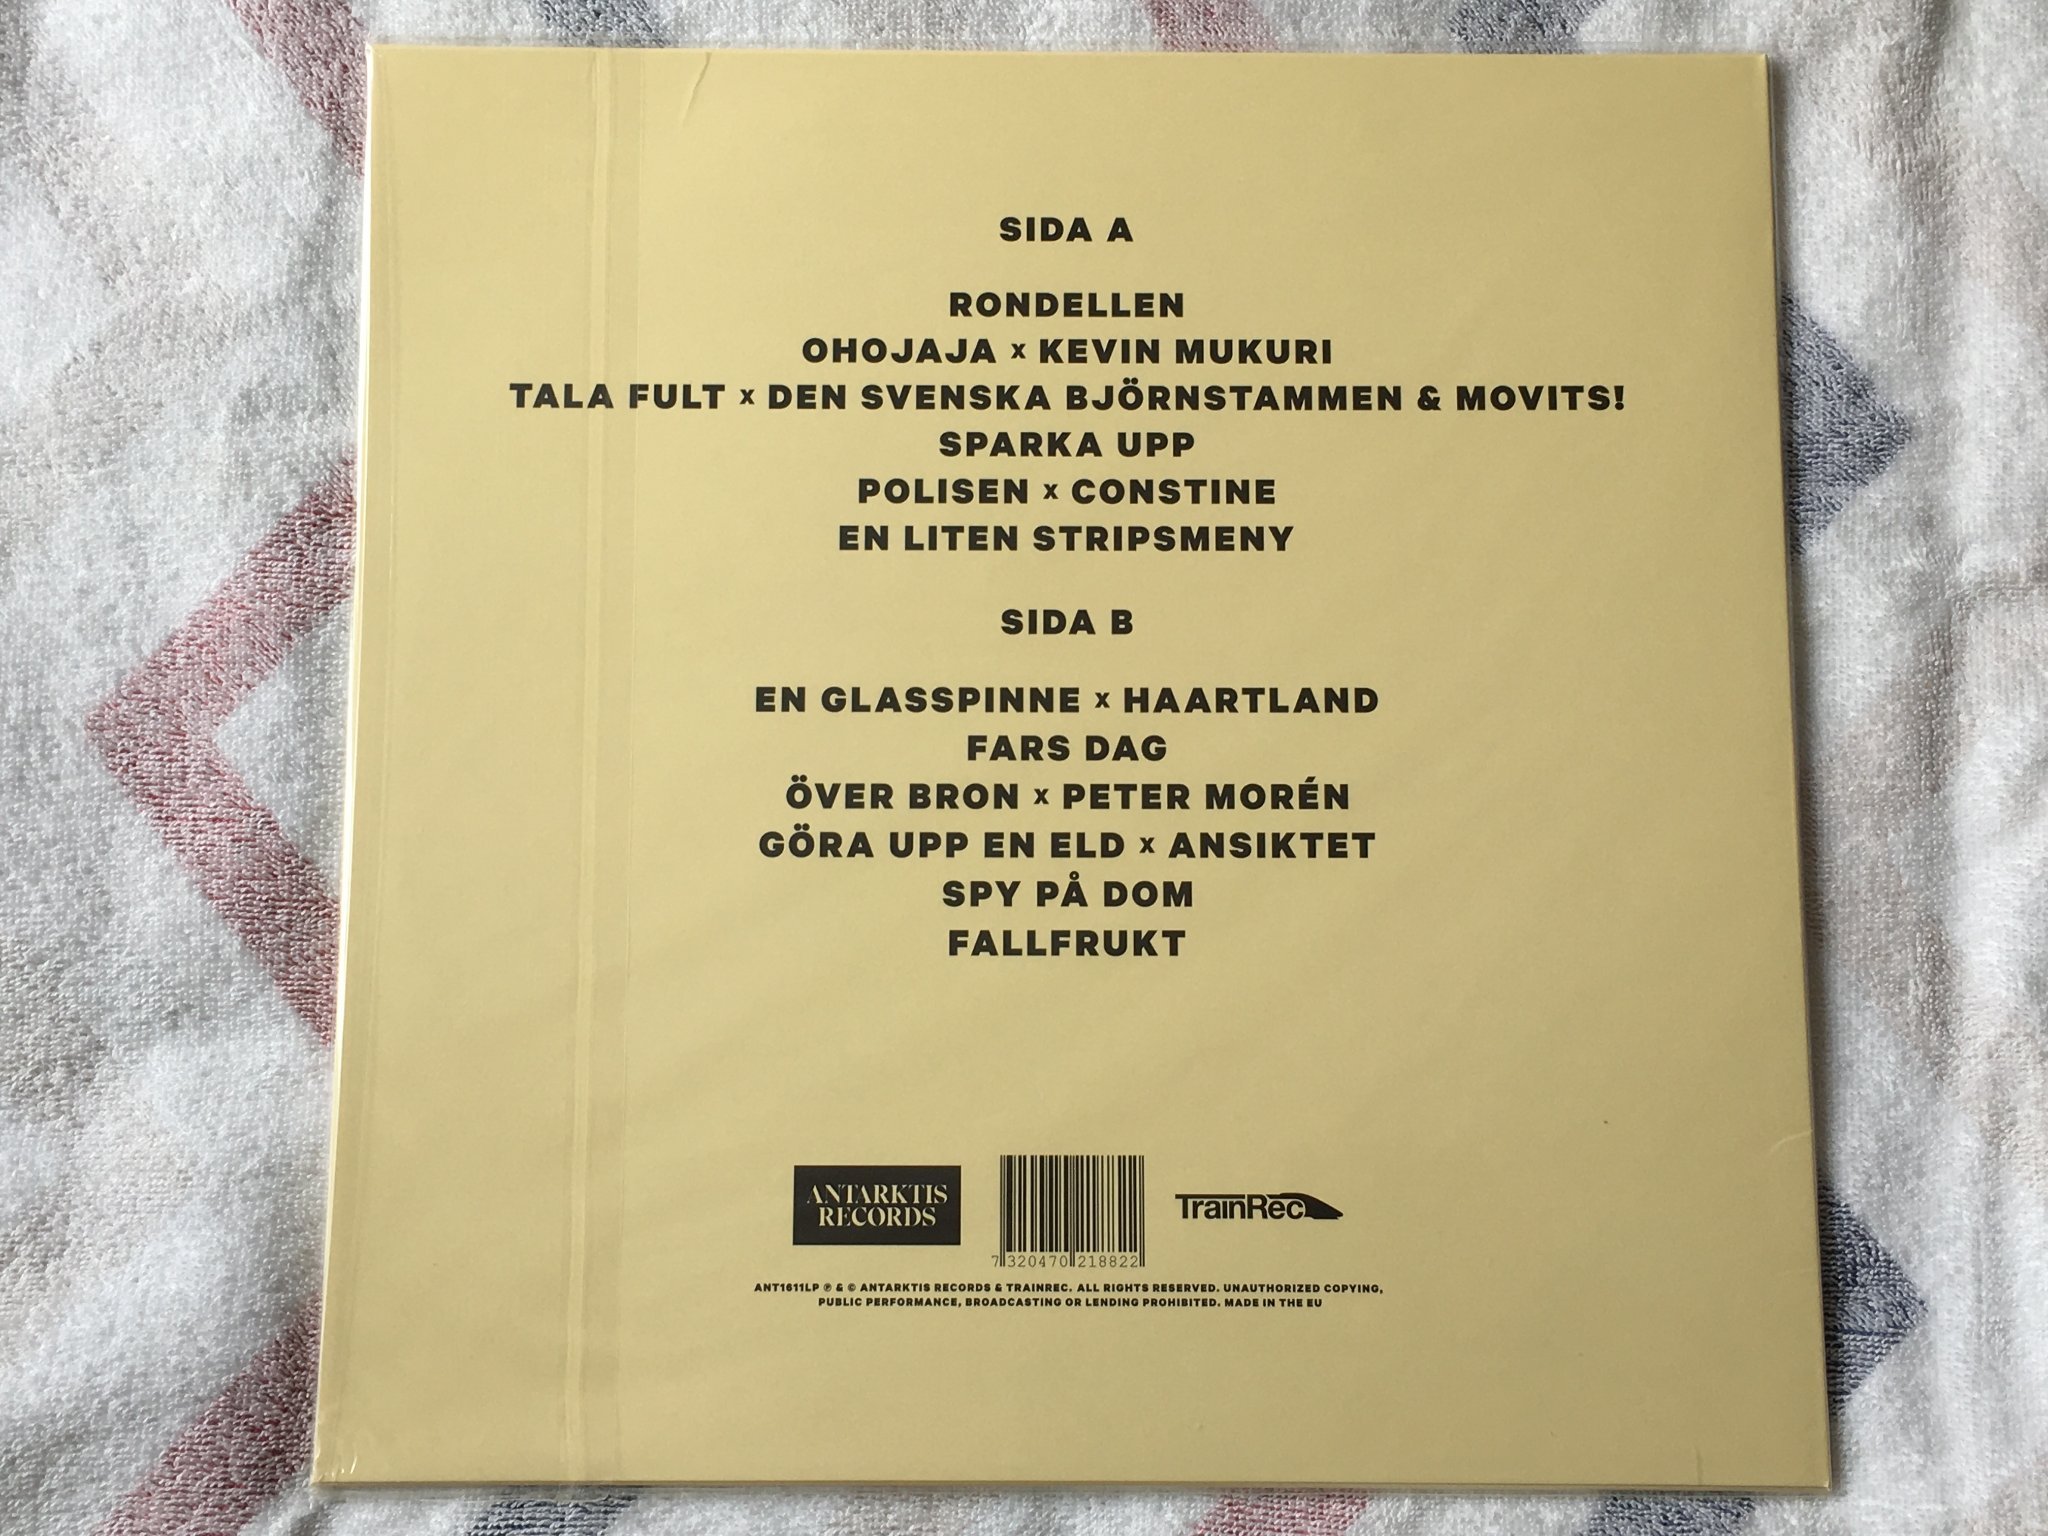 SIDA A
RONDELLEN
OHOJAJA x KEVIN MUKURI
TALA FULT x DEN SVENSKA BJÖRNSTAMMEN & MOVITS!
SPARKA UPP
POLISEN x CONSTINE
EN LITEN STRIPSMENY
SIDA B
EN GLASSPINNE x HAARTLAND
FARS DAG
ÖVER BRON x PETER MORÉN
GÖRA UPP EN ELD x ANSIKTET
SPY PÅ DOM
FALLFRUKT
ANTARKTIS
RECORDS
7 320470 218822
TrainRec
ANT1611LP ℗ & © ANTARKTIS RECORDS & TRAINREC. ALL RIGHTS RESERVED. UNAUTHORIZED COPYING,
PUBLIC PERFORMANCE, BROADCASTING OR LENDING PROHIBITED. MADE IN THE EU